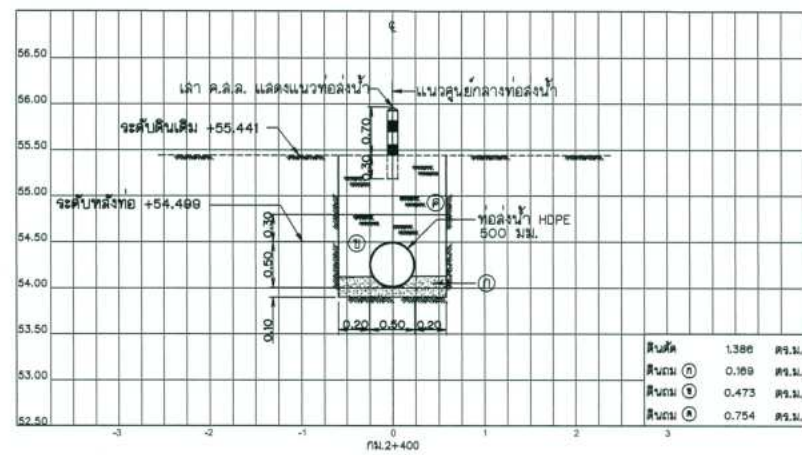 ℄
56.50
56.00
55.50
55.00
54.50
54.00
53.50
53.00
52.50
เสา ค.ส.ล. แสดงแนวท่อส่งน้ำ
แนวศูนย์กลางท่อส่งน้ำ
ระดับดินเดิม +55.441
0.30 0.70
ระดับหลังท่อ +54.499
ค
ท่อส่งน้ำ HDPE
500 มม.
ข
ก
0.10 0.50 0.30
0.20 0.50 0.20
ดินตัด 1.386 ตร.ม.
ดินถม ก 0.169 ตร.ม.
ดินถม ข 0.473 ตร.ม.
ดินถม ค 0.754 ตร.ม.
-3 -2 -1 0 1 2 3
กม.2+400